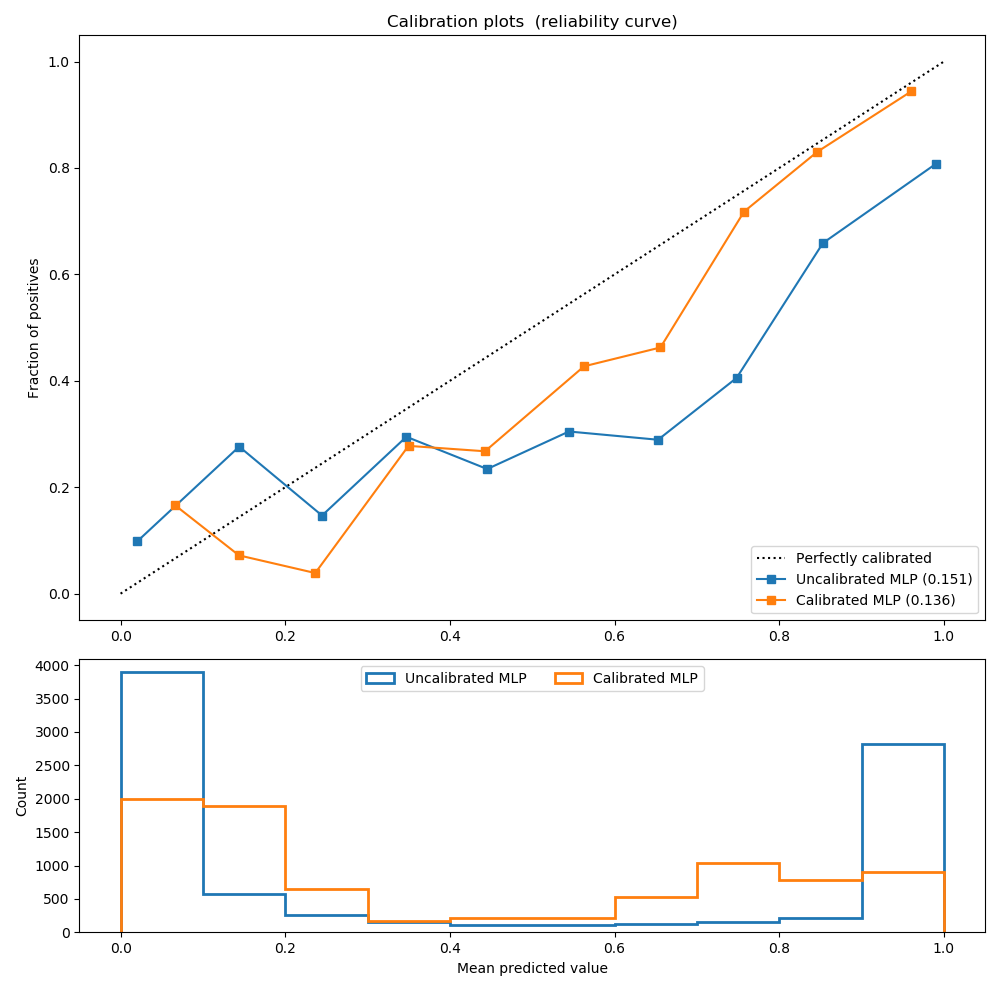 Calibration plots  (reliability curve)
Fraction of positives
1.0
0.8
0.6
0.4
0.2
0.0
0.0 0.2 0.4 0.6 0.8 1.0
Perfectly calibrated
Uncalibrated MLP (0.151)
Calibrated MLP (0.136)
Count
4000
3500
3000
2500
2000
1500
1000
500
0
Uncalibrated MLP Calibrated MLP
0.0 0.2 0.4 0.6 0.8 1.0
Mean predicted value